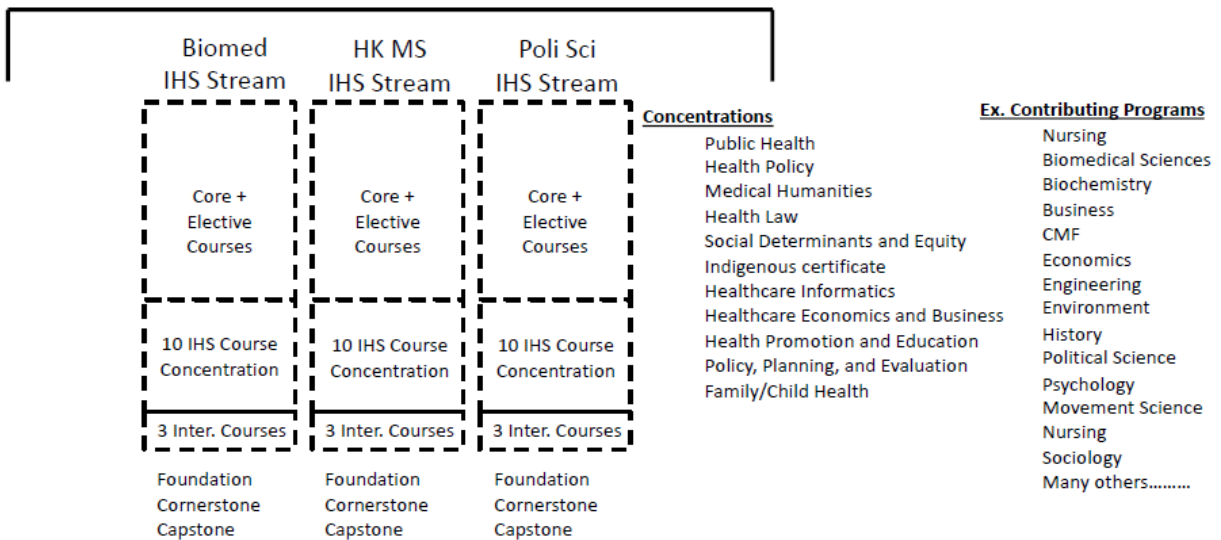 Biomed
IHS Stream
HK MS
IHS Stream
Poli Sci
IHS Stream
Core +
Elective
Courses
Core +
Elective
Courses
Core +
Elective
Courses
10 IHS Course
Concentration
10 IHS Course
Concentration
10 IHS Course
Concentration
3 Inter. Courses
3 Inter. Courses
3 Inter. Courses
Foundation
Cornerstone
Capstone
Foundation
Cornerstone
Capstone
Foundation
Cornerstone
Capstone
Concentrations
Public Health
Health Policy
Medical Humanities
Health Law
Social Determinants and Equity
Indigenous certificate
Healthcare Informatics
Healthcare Economics and Business
Health Promotion and Education
Policy, Planning, and Evaluation
Family/Child Health
Ex. Contributing Programs
Nursing
Biomedical Sciences
Biochemistry
Business
CMF
Economics
Engineering
Environment
History
Political Science
Psychology
Movement Science
Nursing
Sociology
Many others.........